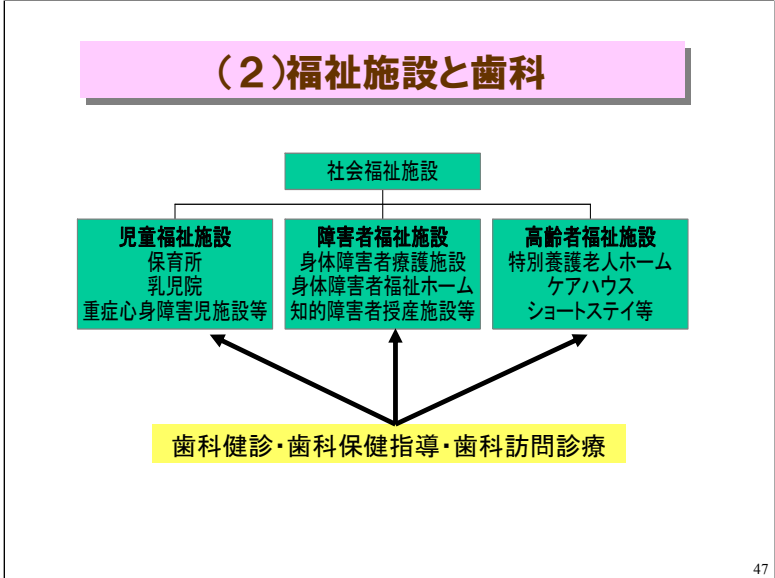 (2)福祉施設と歯科
社会福祉施設
児童福祉施設
保育所
乳児院
重症心身障害児施設等
障害者福祉施設
身体障害者療護施設
身体障害者福祉ホーム
知的障害者授産施設等
高齢者福祉施設
特別養護老人ホーム
ケアハウス
ショートステイ等
歯科健診・歯科保健指導・歯科訪問診療
47